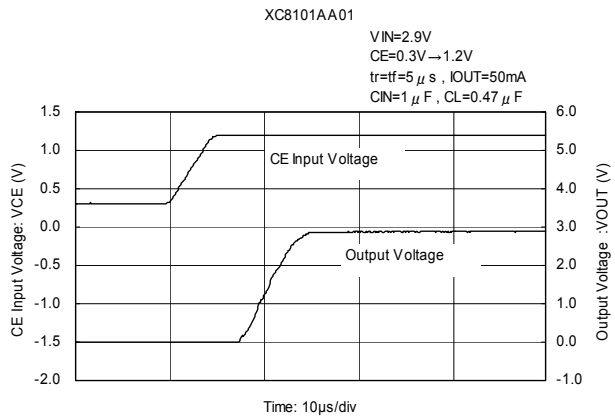 XC8101AA01
VIN=2.9V
CE=0.3V→1.2V
tr=tf=5μs , IOUT=50mA
CIN=1μF , CL=0.47μF
CE Input Voltage: VCE (V)
1.5
1.0
0.5
0.0
-0.5
-1.0
-1.5
-2.0
CE Input Voltage
Output Voltage
6.0
5.0
4.0
3.0
2.0
1.0
0.0
-1.0
Output Voltage :VOUT (V)
Time: 10μs/div